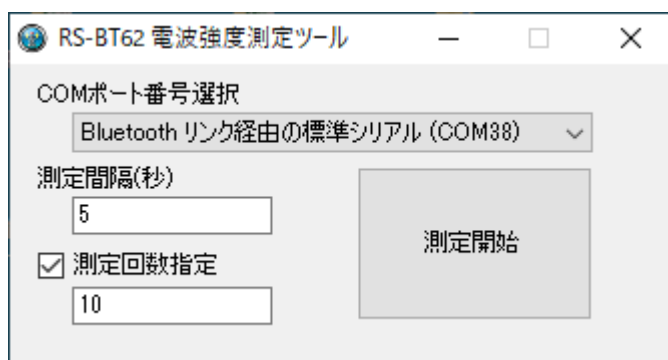 RS-BT62 電波強度測定ツール
COMポート番号選択
Bluetooth リンク経由の標準シリアル (COM38)
測定間隔(秒)
5
測定回数指定
10
測定開始